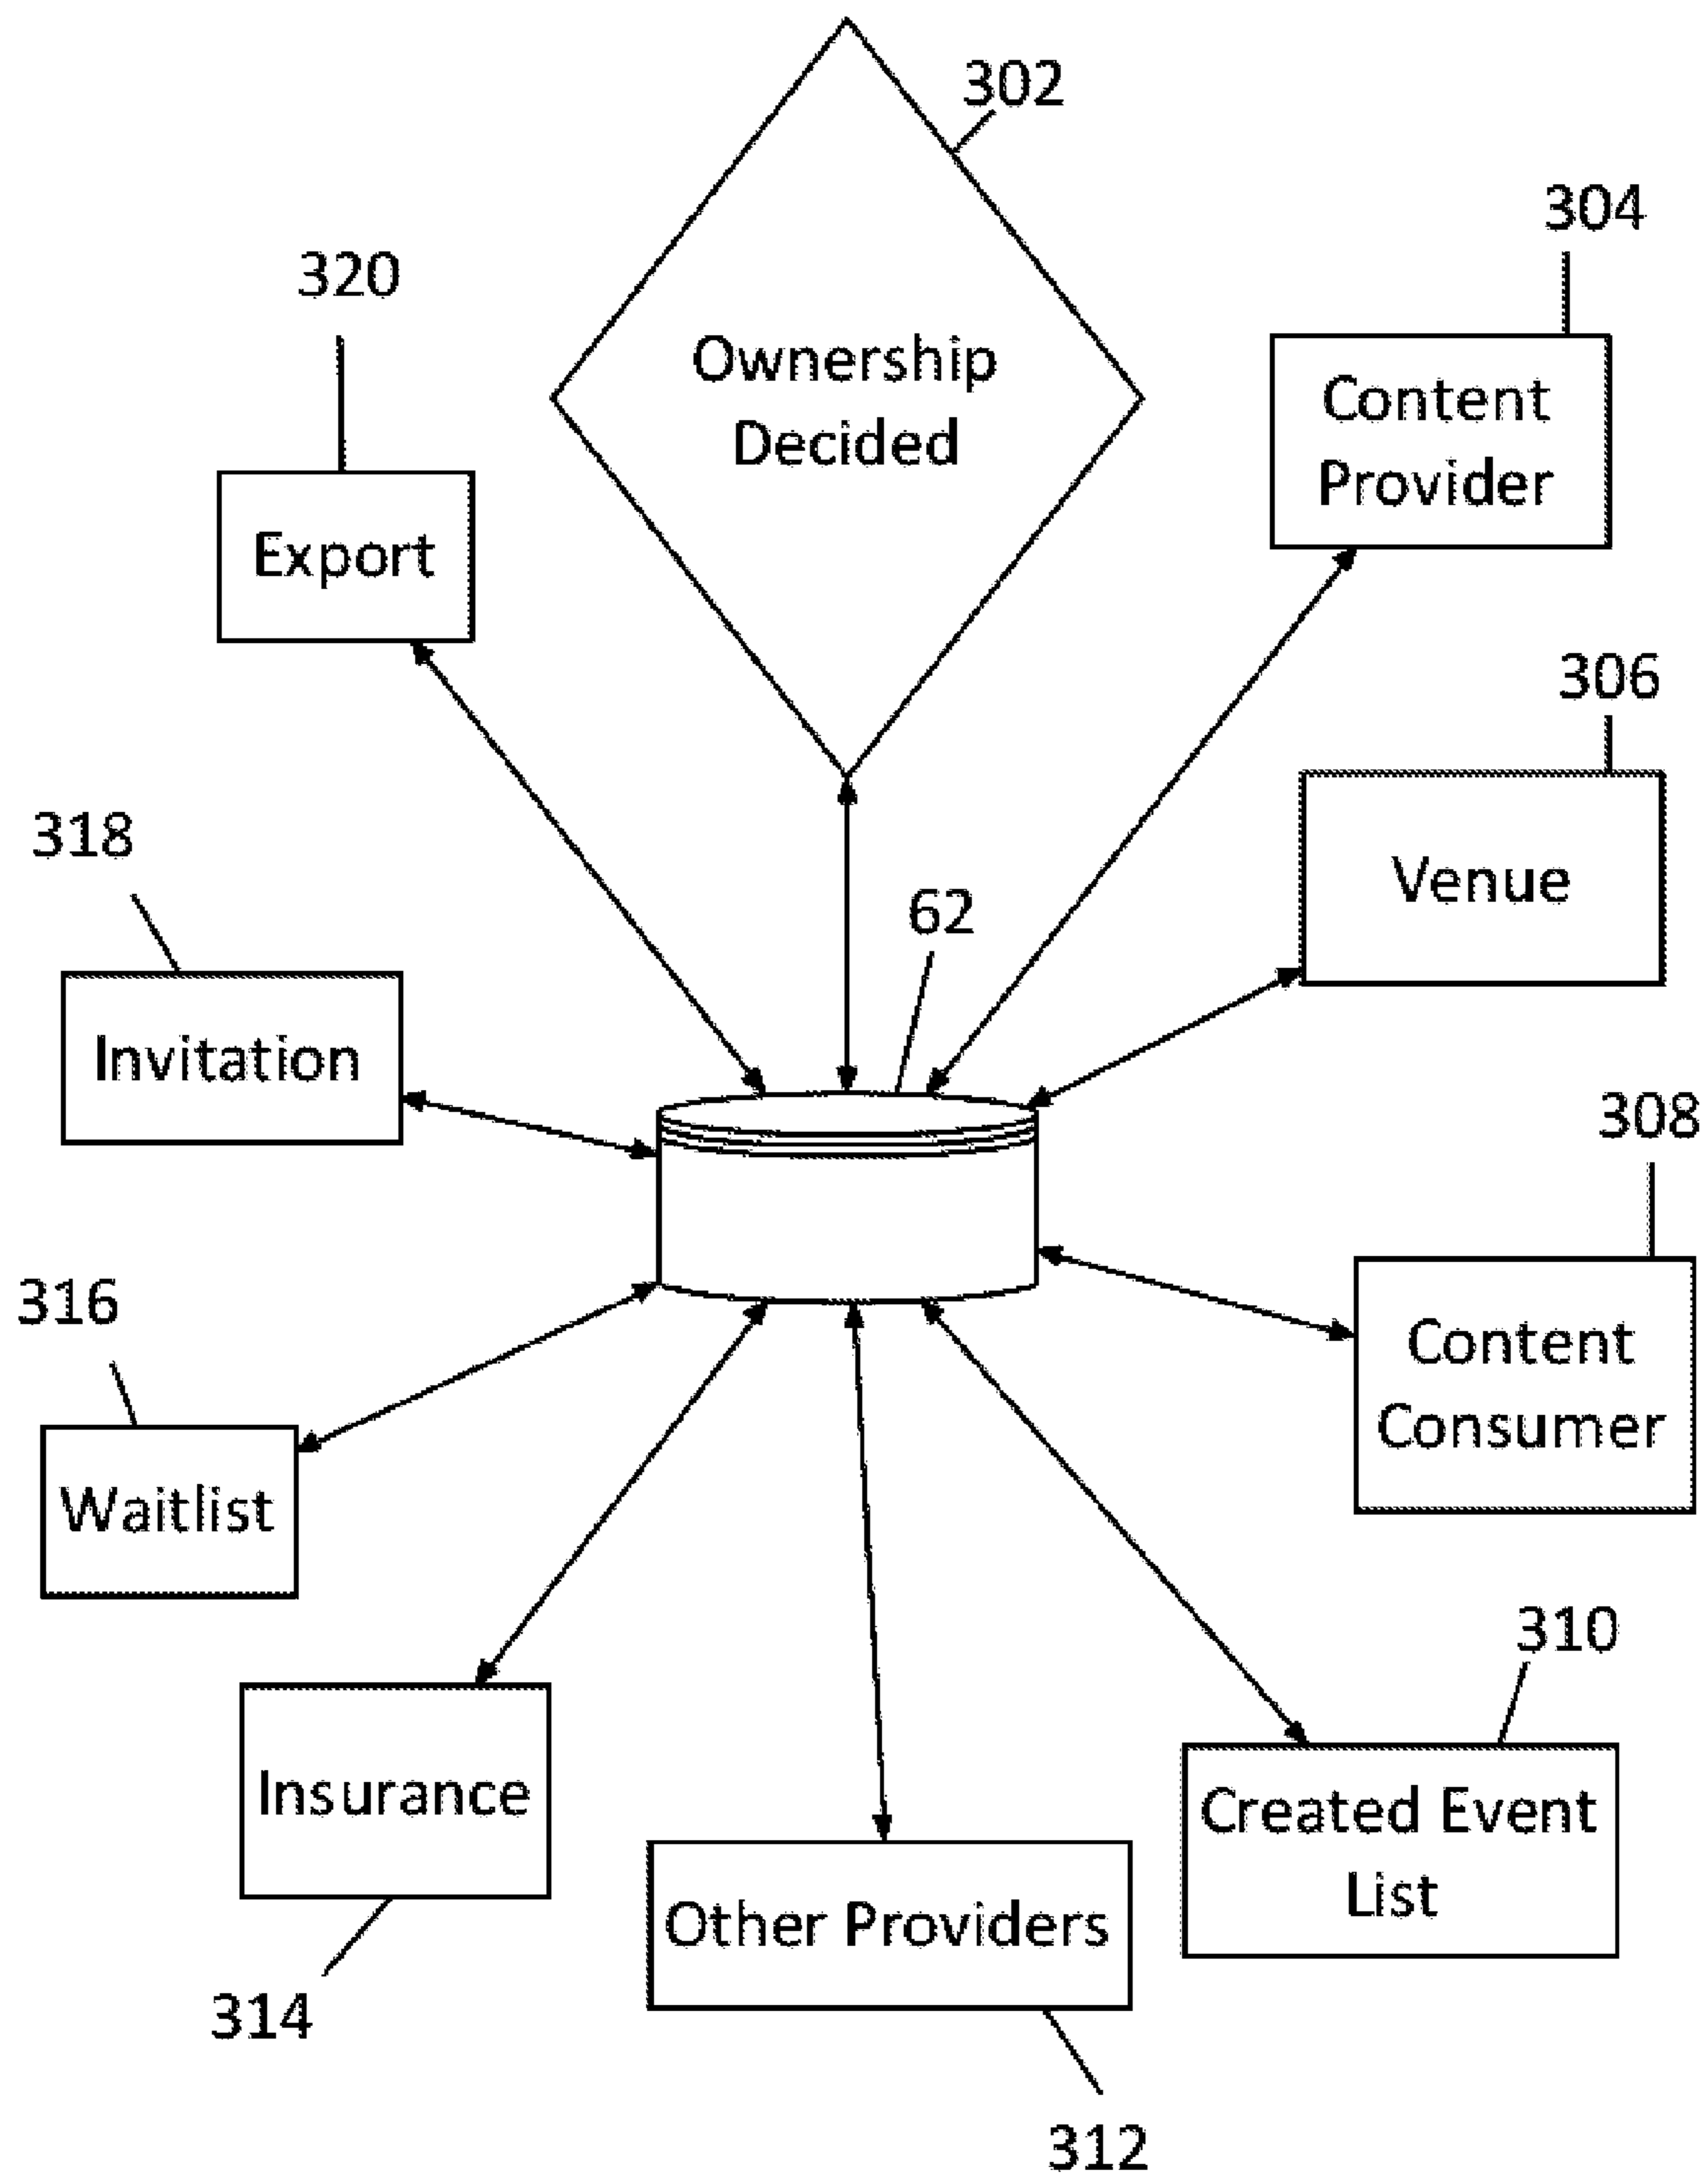 302
304
320
Ownership
Decided
Content
Provider
Export
306
318
Venue
62
Invitation
308
316
Content
Consumer
Waitlist
310
Insurance
Created Event
List
Other Providers
314
312